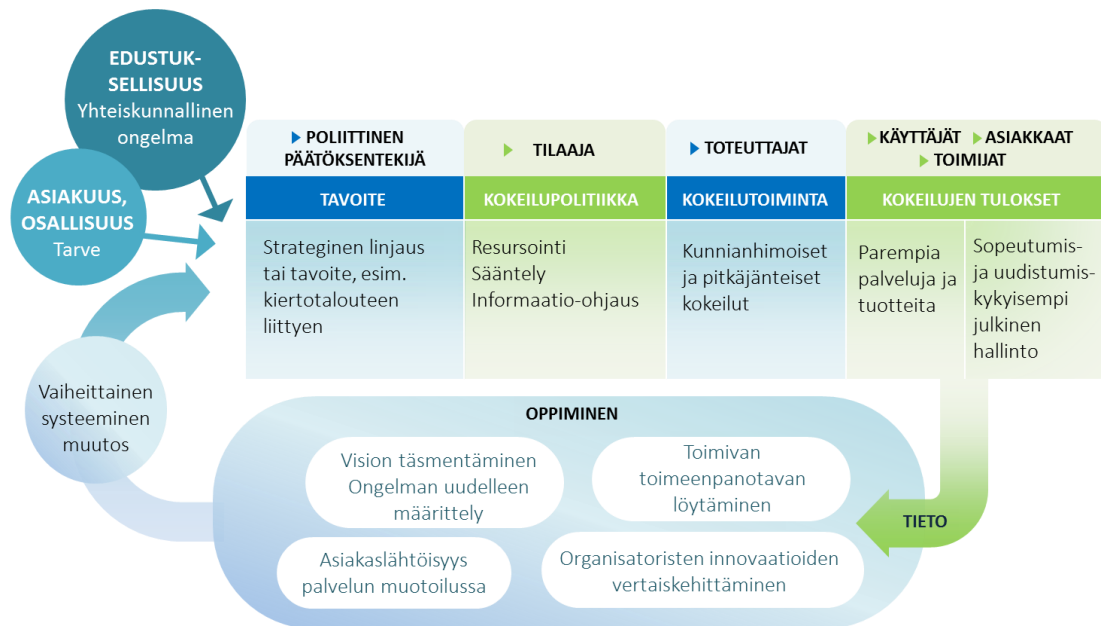 EDUSTUK-
SELLISUUS
Yhteiskunnallinen
ongelma
ASIAKUUS,
OSALLISUUS
Tarve
POLIITTINEN
PÄÄTÖKSENTEKIJÄ
TAVOITE
Strateginen linjaus
tai tavoite, esim.
kiertotalouteen
liittyen
TILAAJA
KOKEILUPOLITIIKKA
Resursointi
Sääntely
Informaatio-ohjaus
TOTEUTTAJAT
KOKEILUTOIMINTA
Kunnianhimoiset
ja pitkäjänteiset
kokeilut
KÄYTTÄJÄT ASIAKKAAT
TOIMIJAT
KOKEILUJEN TULOKSET
Parempia
palveluja ja
tuotteita
Sopeutumis-
ja uudistumis-
kykyisempi
julkinen
hallinto
TIETO
OPPIMINEN
Vision täsmentäminen
Ongelman uudelleen
määrittely
Toimivan
toimeenpanotavan
löytäminen
Asiakaslähtöisyys
palvelun muotoilussa
Organisatoristen innovaatioiden
vertaiskehittäminen
Vaiheittainen
systeeminen
muutos